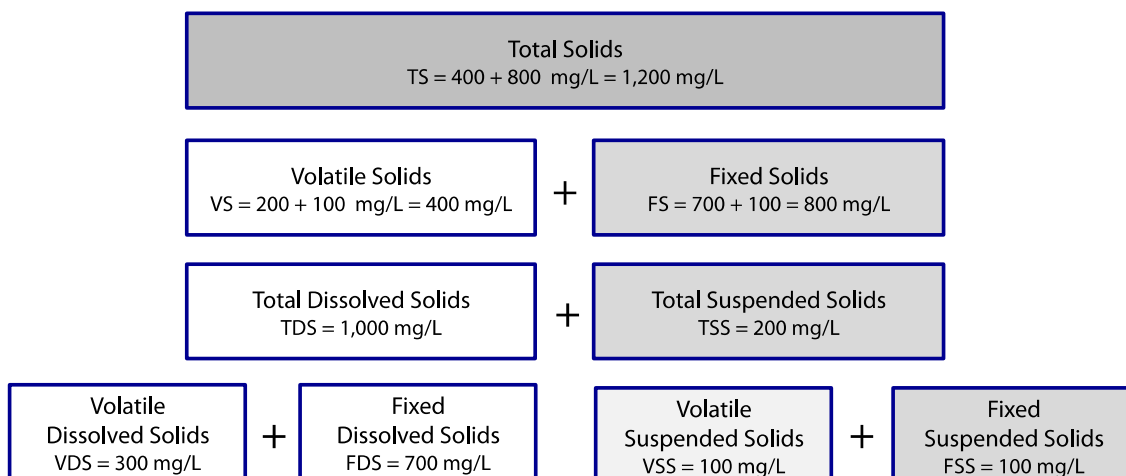 Total Solids
TS = 400 + 800 mg/L = 1,200 mg/L
Volatile Solids
VS = 200 + 100 mg/L = 400 mg/L
+
Fixed Solids
FS = 700 + 100 = 800 mg/L
Total Dissolved Solids
TDS = 1,000 mg/L
+
Total Suspended Solids
TSS = 200 mg/L
Volatile
Dissolved Solids
VDS = 300 mg/L
+
Fixed
Dissolved Solids
FDS = 700 mg/L
Volatile
Suspended Solids
VSS = 100 mg/L
+
Fixed
Suspended Solids
FSS = 100 mg/L